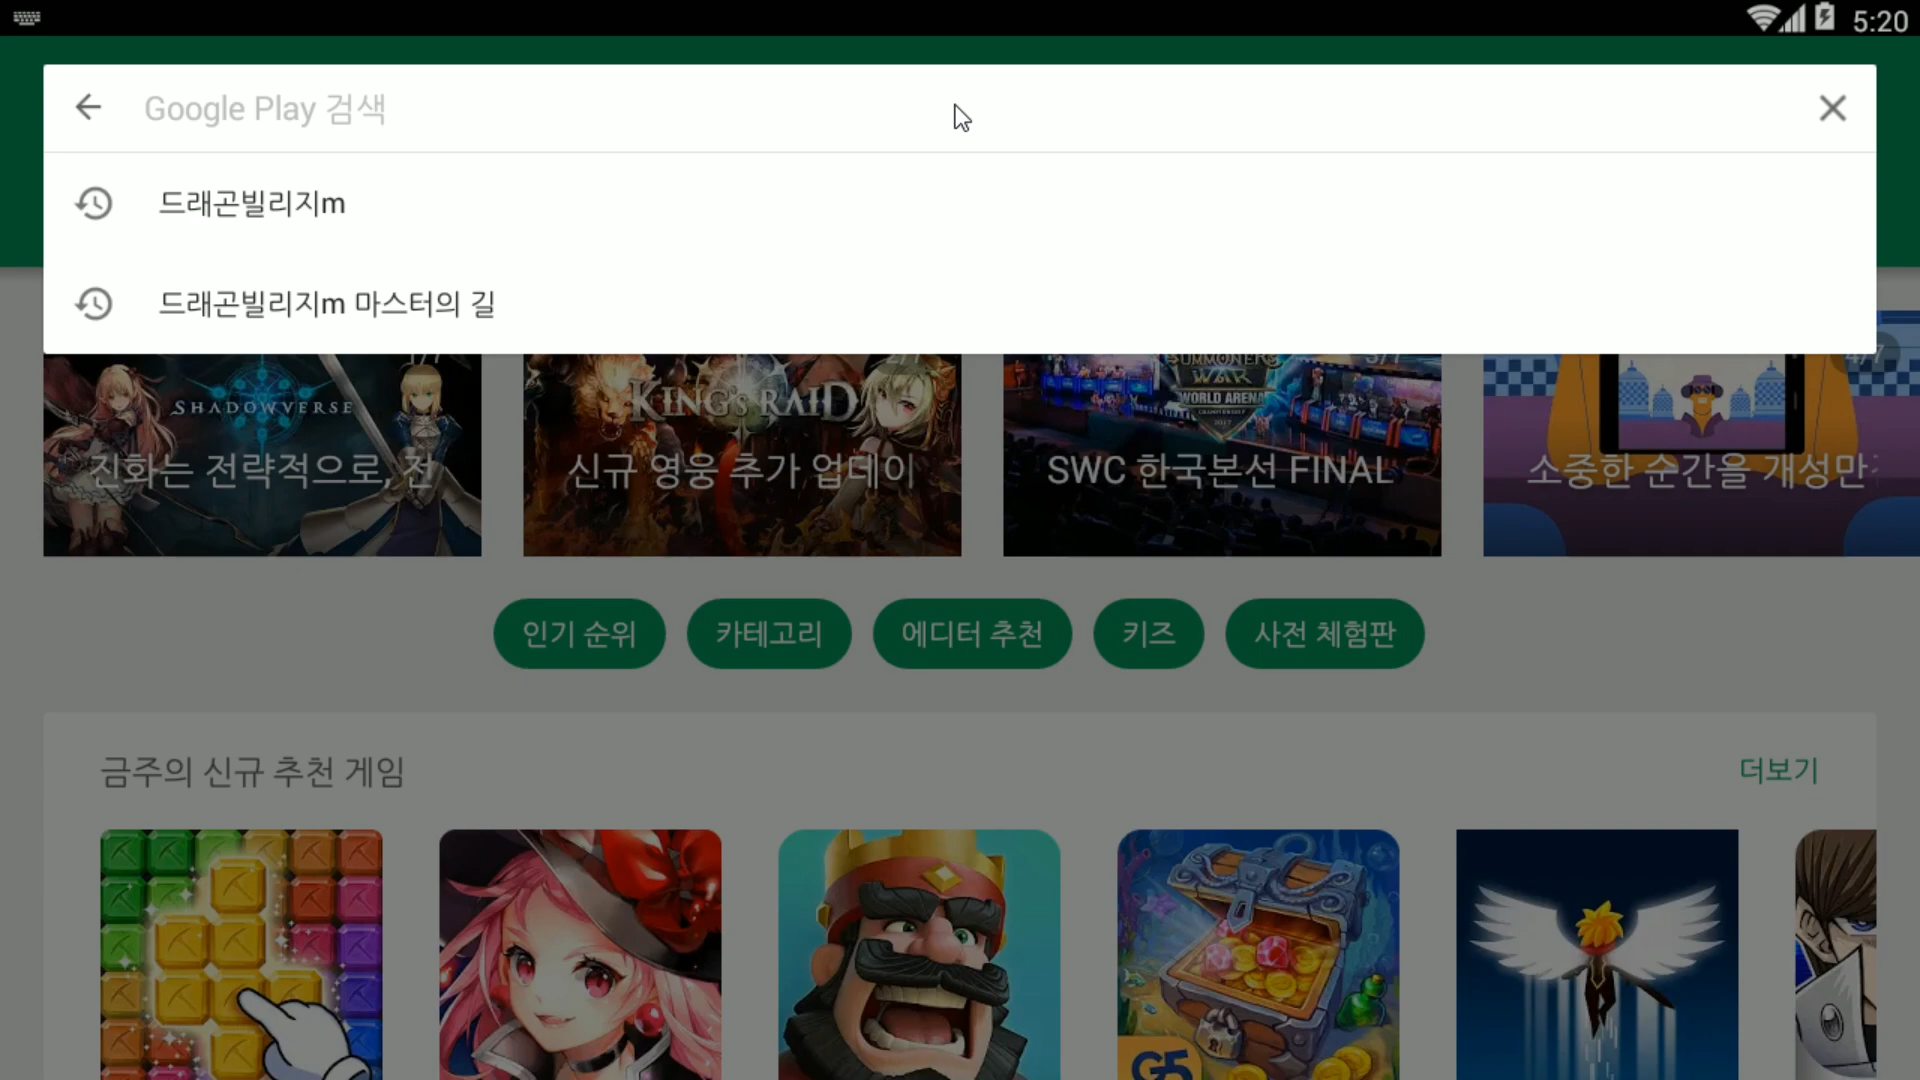 5:20
Google Play 검색
드래곤빌리지m
드래곤빌리지m 마스터의 길
SHADOWVERSE
진화는 전략적으로, 전
KING's RAID
신규 영웅 추가 업데이
SUMMONERS
WAR
WORLD ARENA
CHAMPIONSHIP
2017
SWC 한국본선 FINAL
4/7
소중한 순간을 개성만
인기 순위
카테고리
에디터 추천
키즈
사전 체험판
금주의 신규 추천 게임
더보기
G5